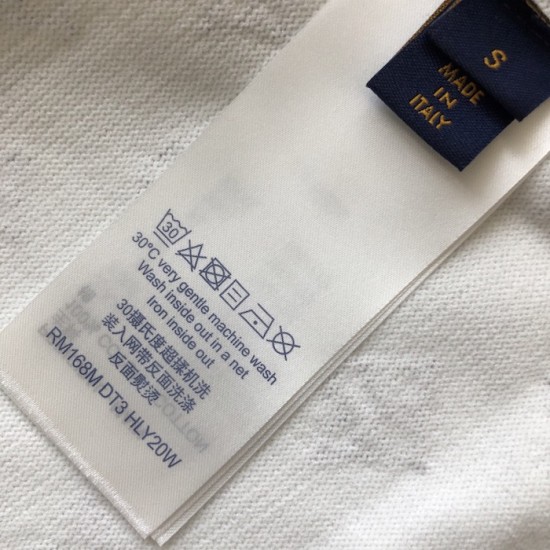 S
MADE
IN
ITALY
30
30°C very gentle machine wash
Wash inside out in a net
Iron inside out
30摄氏度超揉机洗
装入网带反面洗涤
反面熨烫
RM168M DT3 HLY20W